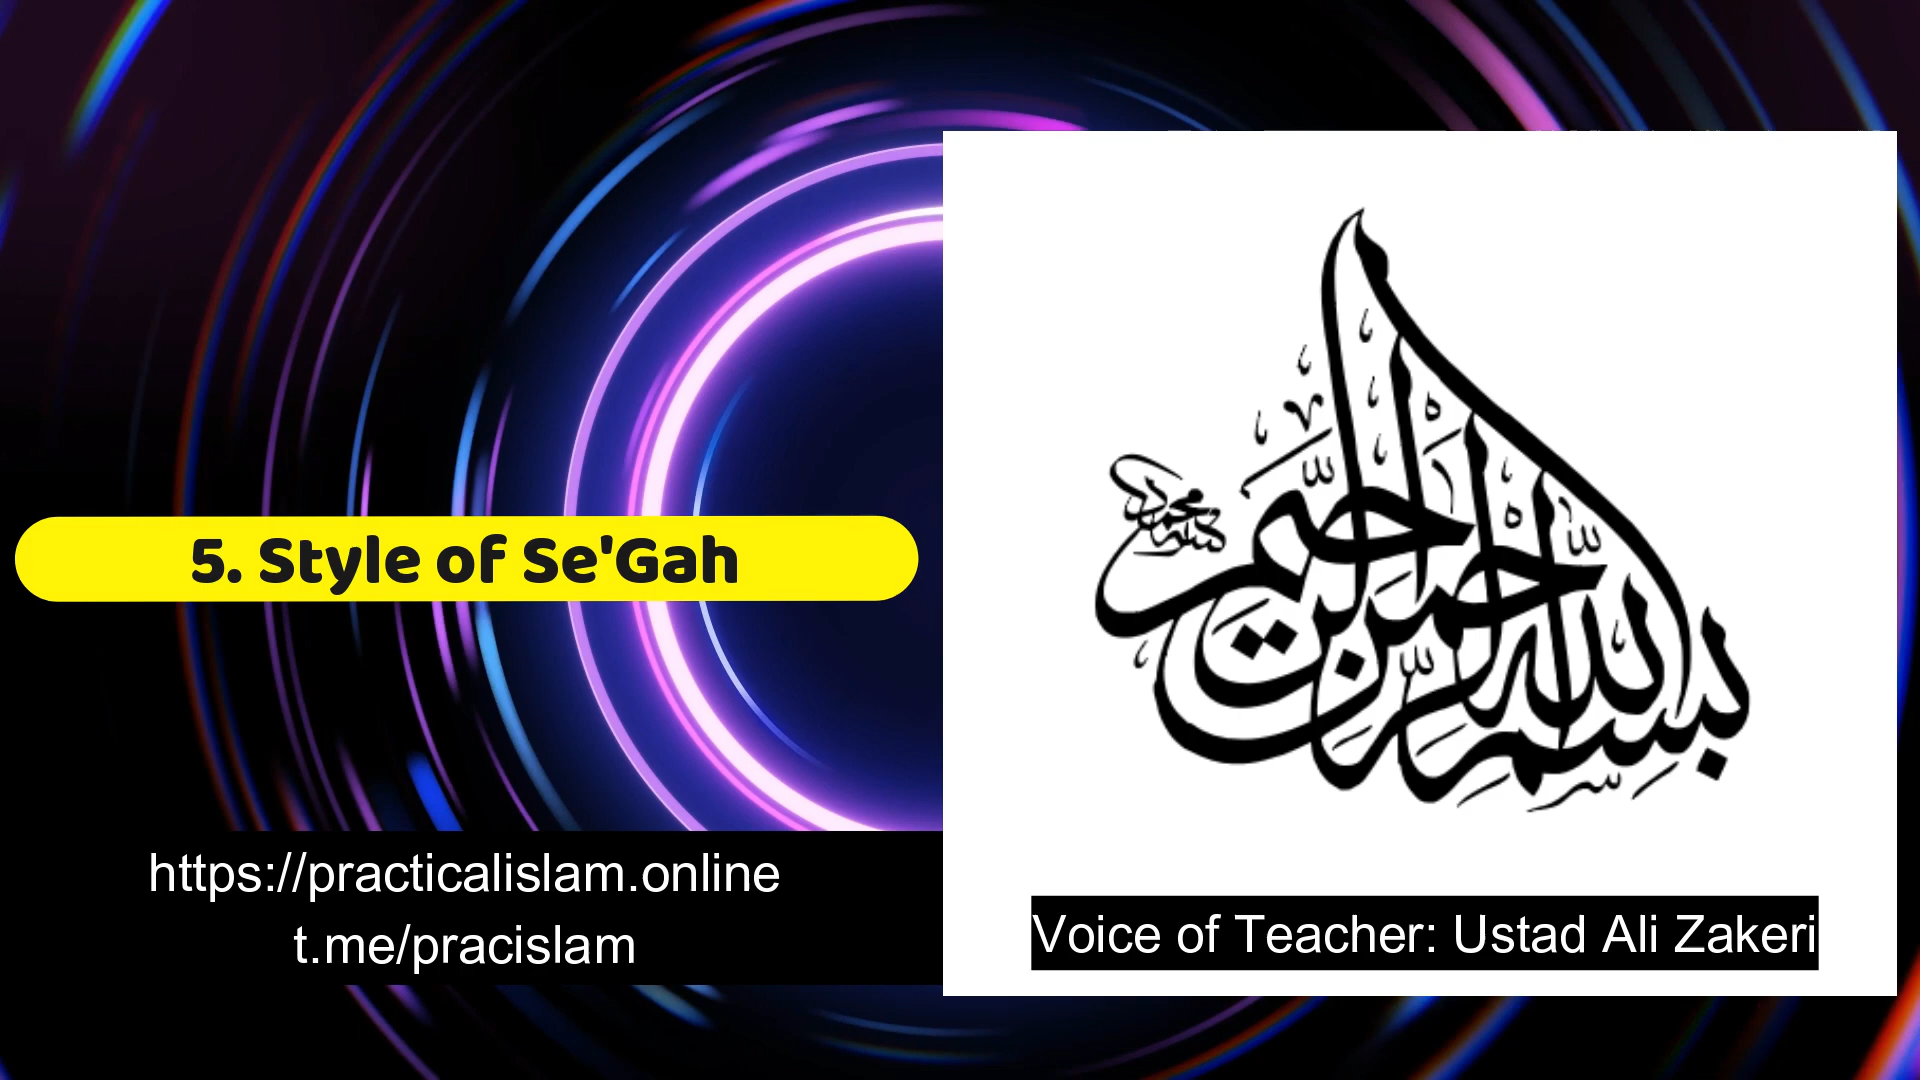 5. Style of Se'Gah
https://practicalislam.online
t.me/pracislam
بسم الله الرحمن الرحيم
Voice of Teacher: Ustad Ali Zakeri